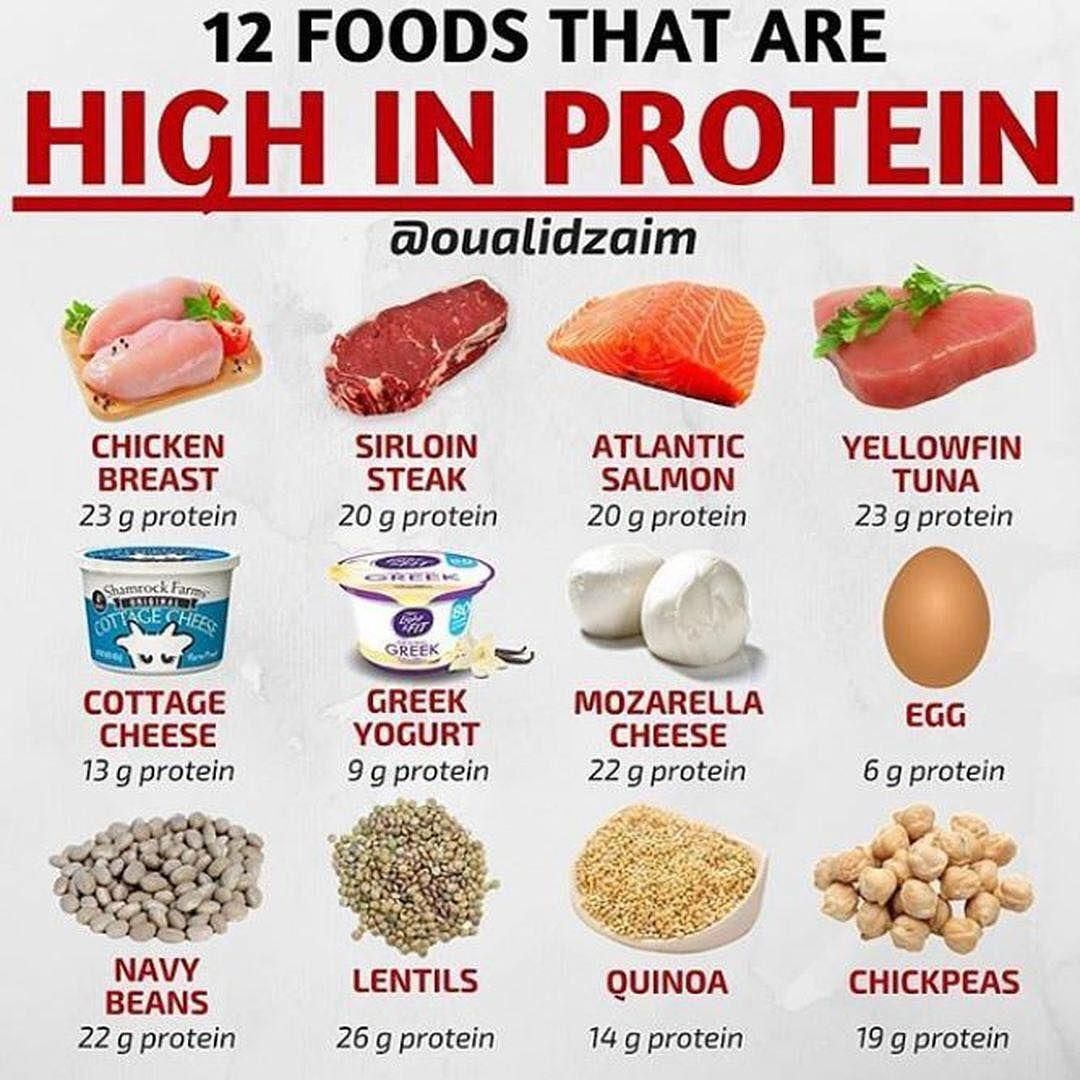 12 FOODS THAT ARE
HIGH IN PROTEIN
@oualidzaim
CHICKEN
BREAST
23 g protein
SIRLOIN
STEAK
20 g protein
ATLANTIC
SALMON
20 g protein
YELLOWFIN
TUNA
23 g protein
Shamrock Farms
ORIGINAL
COTTAGE CHEESE
COTTAGE
CHEESE
13 g protein
GREEK
80
Light
& FIT
GREEK
GREEK
YOGURT
9 g protein
MOZARELLA
CHEESE
22 g protein
EGG
6 g protein
NAVY
BEANS
22 g protein
LENTILS
26 g protein
QUINOA
14 g protein
CHICKPEAS
19 g protein